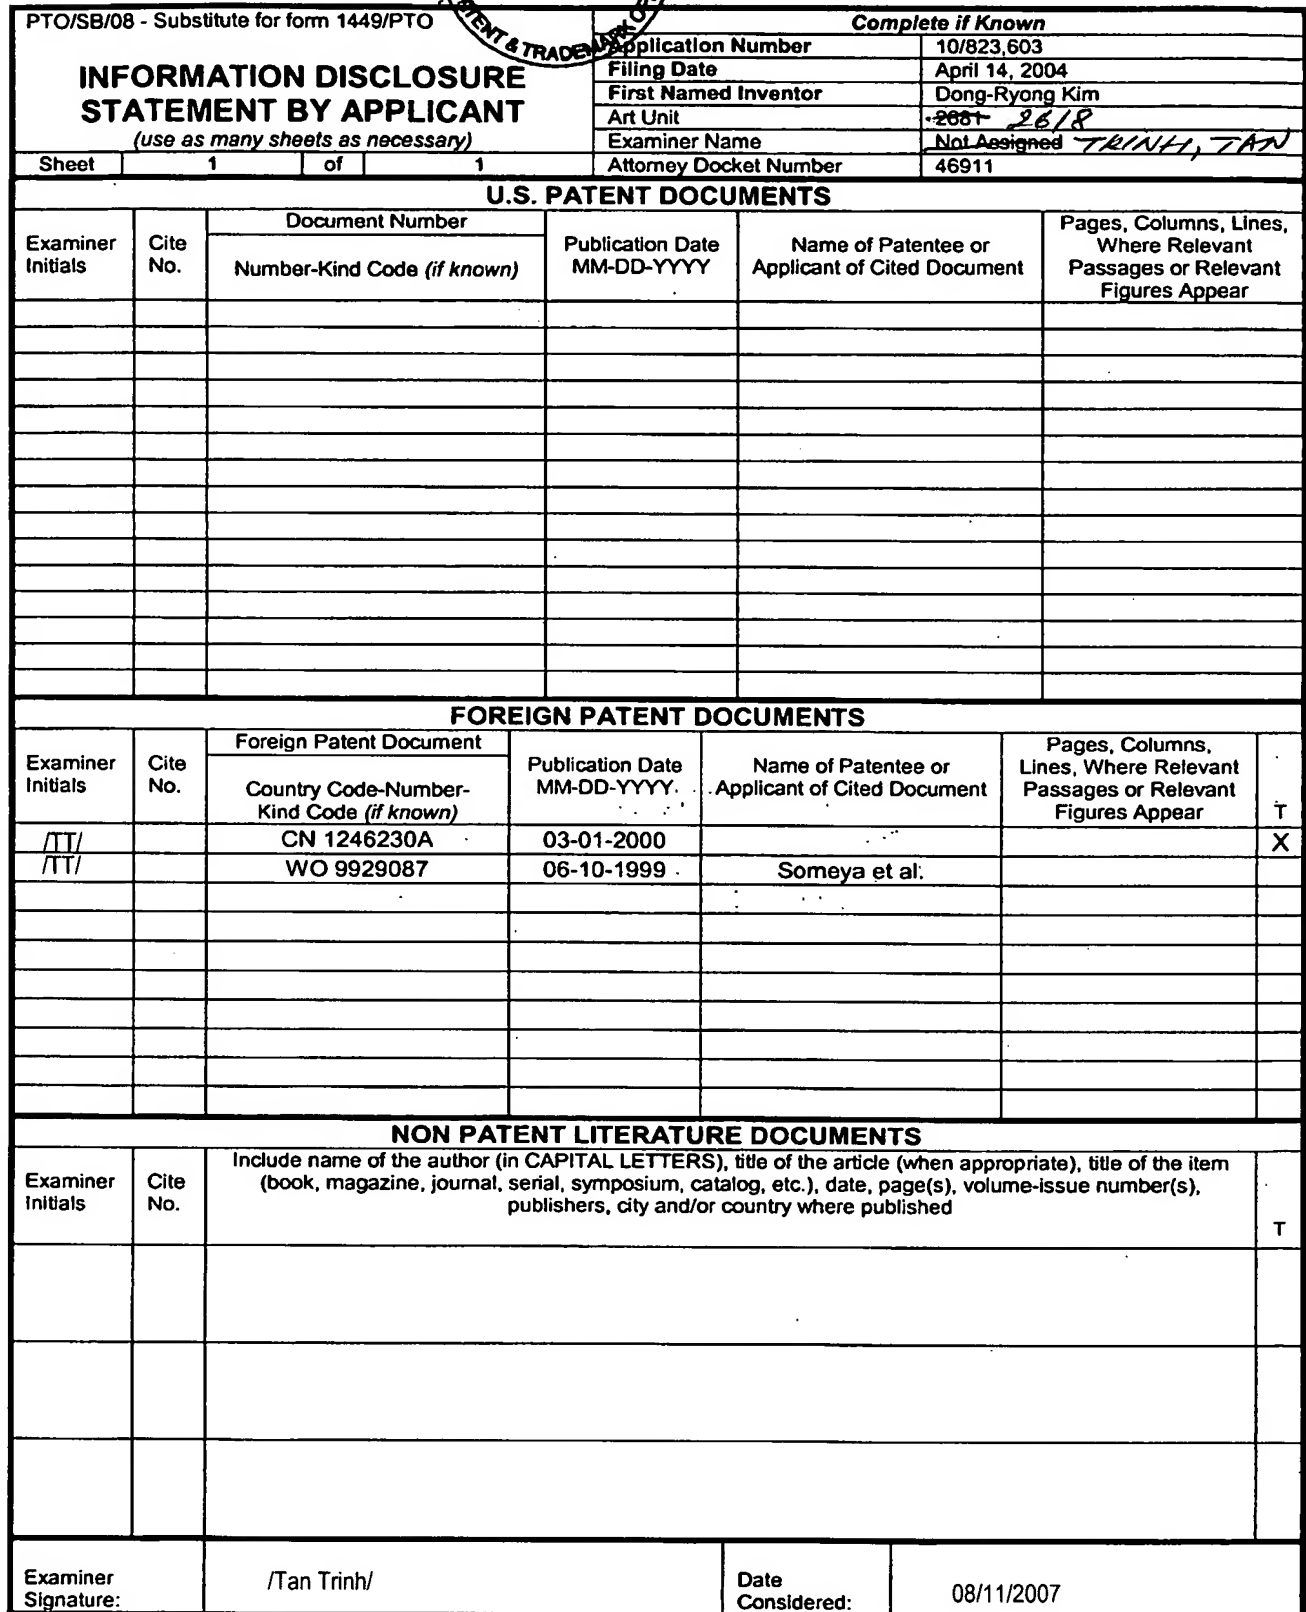 PTO/SB/08 - Substitute for form 1449/PTO
INFORMATION DISCLOSURE
STATEMENT BY APPLICANT
(use as many sheets as necessary)
Sheet 1 of 1
TENT & TRADEMARK
Complete if Known
Application Number 10/823,603
Filing Date April 14, 2004
First Named Inventor Dong-Ryong Kim
Art Unit 2681 2618
Examiner Name Not Assigned TRINH, TAN
Attorney Docket Number 46911
U.S. PATENT DOCUMENTS
Examiner
Initials
Cite
No.
Document Number
Number-Kind Code (if known)
Publication Date
MM-DD-YYYY
Name of Patentee or
Applicant of Cited Document
Pages, Columns, Lines,
Where Relevant
Passages or Relevant
Figures Appear
FOREIGN PATENT DOCUMENTS
Examiner
Initials
Cite
No.
Foreign Patent Document
Country Code-Number-
Kind Code (if known)
Publication Date
MM-DD-YYYY
Name of Patentee or
Applicant of Cited Document
Pages, Columns,
Lines, Where Relevant
Passages or Relevant
Figures Appear
T
/TT/ CN 1246230A 03-01-2000 X
/TT/ WO 9929087 06-10-1999 Someya et al.
NON PATENT LITERATURE DOCUMENTS
Examiner
Initials
Cite
No.
Include name of the author (in CAPITAL LETTERS), title of the article (when appropriate), title of the item
(book, magazine, journal, serial, symposium, catalog, etc.), date, page(s), volume-issue number(s),
publishers, city and/or country where published
T
Examiner
Signature:
/Tan Trinh/
Date
Considered:
08/11/2007